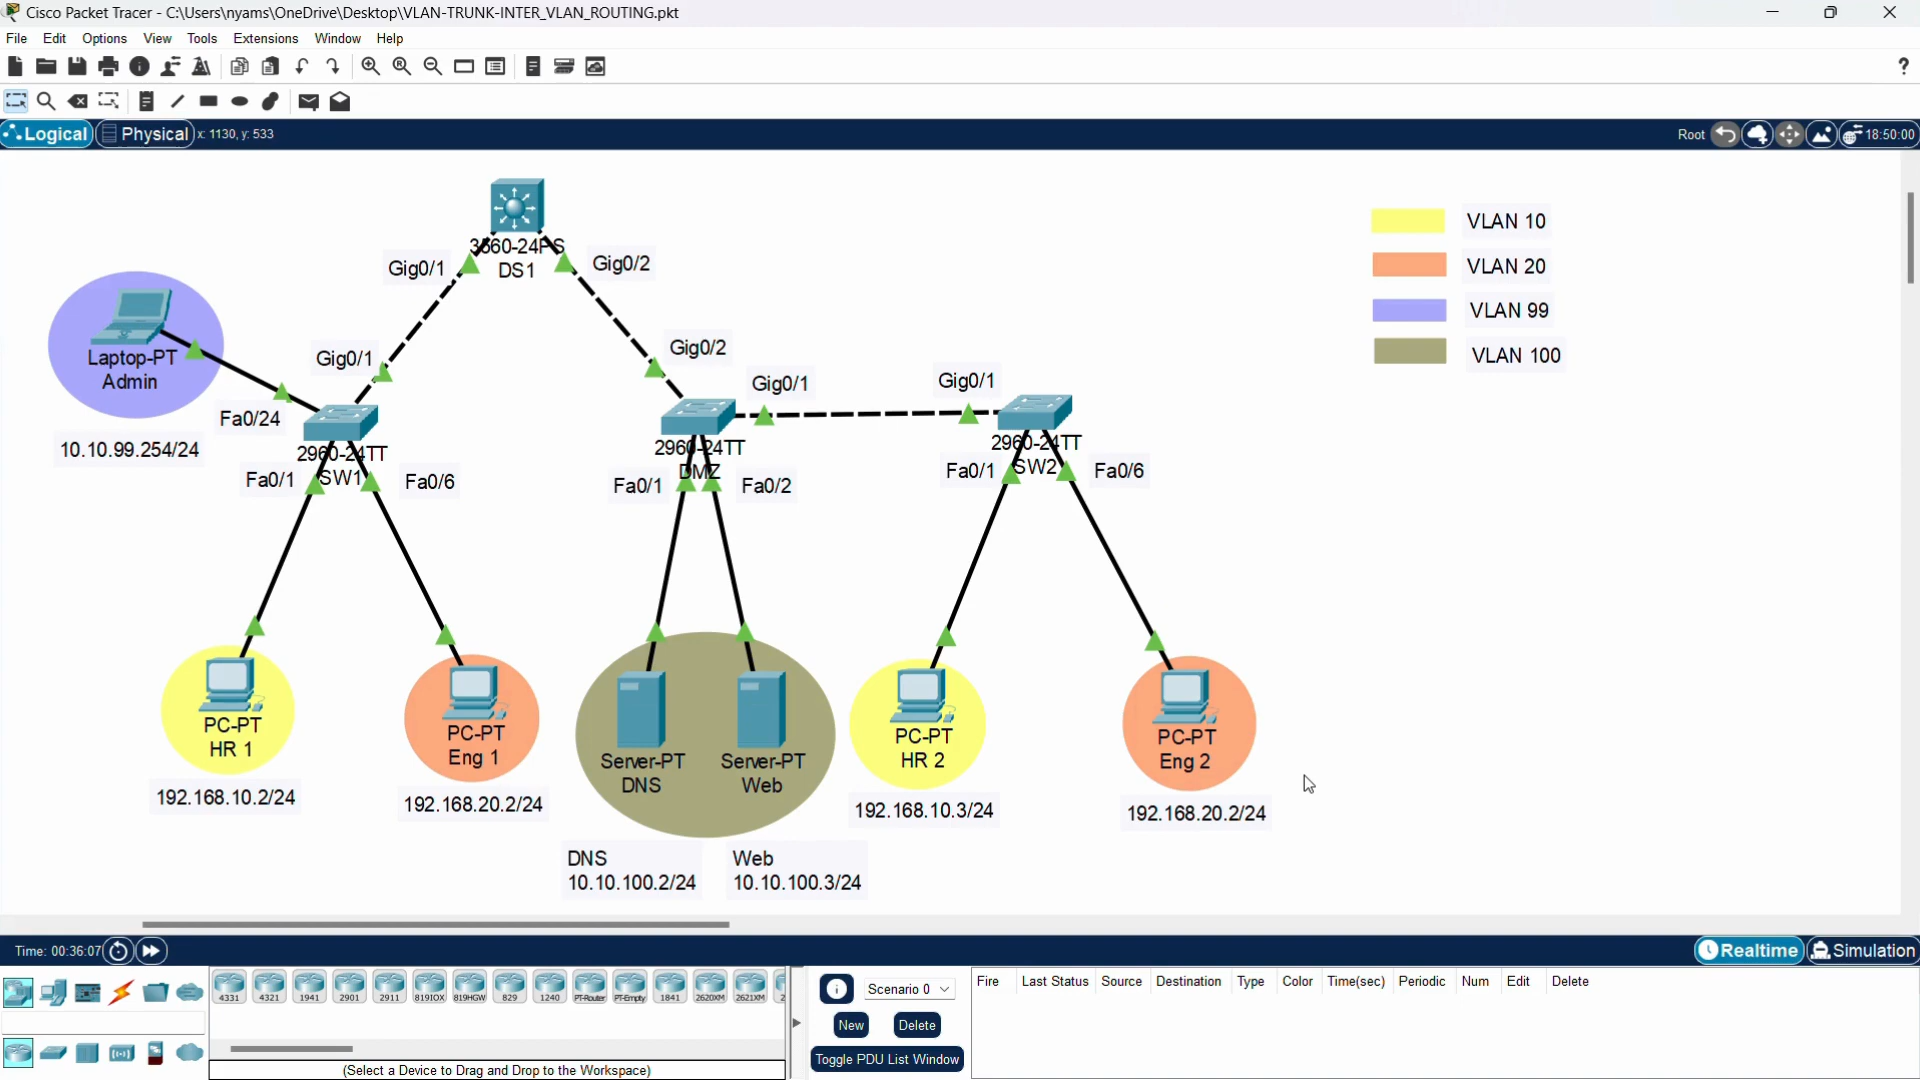 Cisco Packet Tracer - C:\Users\nyams\OneDrive\Desktop\VLAN-TRUNK-INTER_VLAN_ROUTING.pkt
File Edit Options View Tools Extensions Window Help
?
Logical Physical x: 1130, y: 533 Root 18:50:00
3560-24PS
DS1
Gig0/1
Gig0/2
VLAN 10
VLAN 20
VLAN 99
VLAN 100
Laptop-PT
Admin
10.10.99.254/24
Gig0/1
Fa0/24
2960-24TT
SW1
Fa0/1
Fa0/6
Gig0/2
Gig0/1
2960-24TT
DMZ
Fa0/1
Fa0/2
Gig0/1
2960-24TT
SW2
Fa0/1
Fa0/6
PC-PT
HR 1
192.168.10.2/24
PC-PT
Eng 1
192.168.20.2/24
Server-PT
DNS
Server-PT
Web
PC-PT
HR 2
192.168.10.3/24
PC-PT
Eng 2
192.168.20.2/24
DNS
10.10.100.2/24
Web
10.10.100.3/24
Time: 00:36:07 Realtime Simulation
4331 4321 1941 2901 2911 819IOX 819HGW 829 1240 PT-Router PT-Empty 1841 2620XM 2621XM 2
(Select a Device to Drag and Drop to the Workspace)
Scenario 0
New Delete
Toggle PDU List Window
Fire Last Status Source Destination Type Color Time(sec) Periodic Num Edit Delete